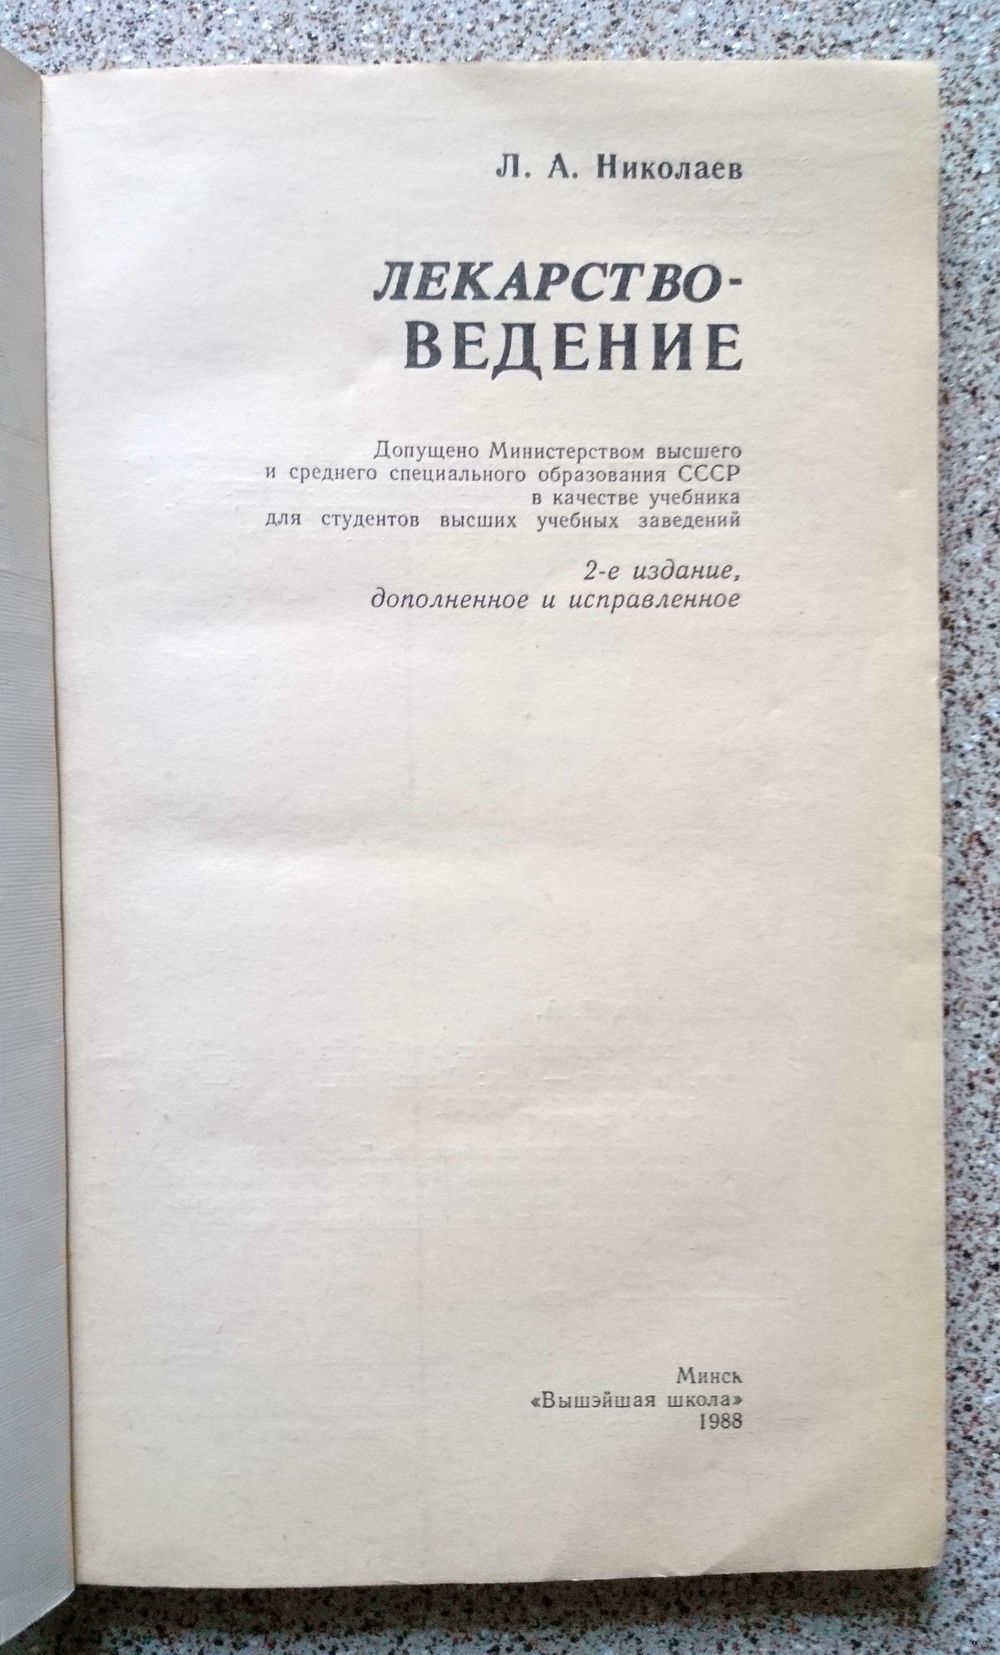 Л. А. Николаев
ЛЕКАРСТВО-
ВЕДЕНИЕ
Допущено Министерством высшего
и среднего специального образования СССР
в качестве учебника
для студентов высших учебных заведений
2-е издание,
дополненное и исправленное
Минск
«Вышэйшая школа»
1988